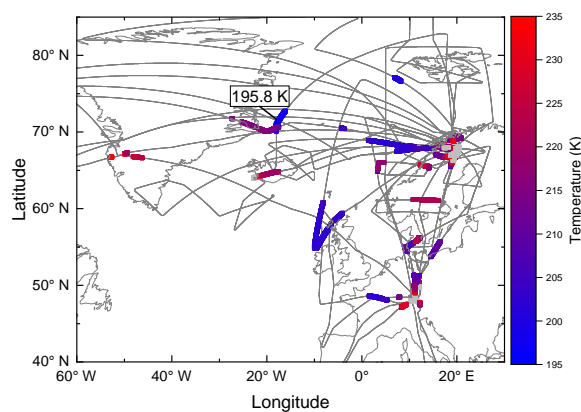 80° N
70° N
60° N
50° N
40° N
60° W
40° W
20° W
0°
20° E
Latitude
Longitude
195.8 K
235
230
225
220
215
210
205
200
195
Temperature (K)